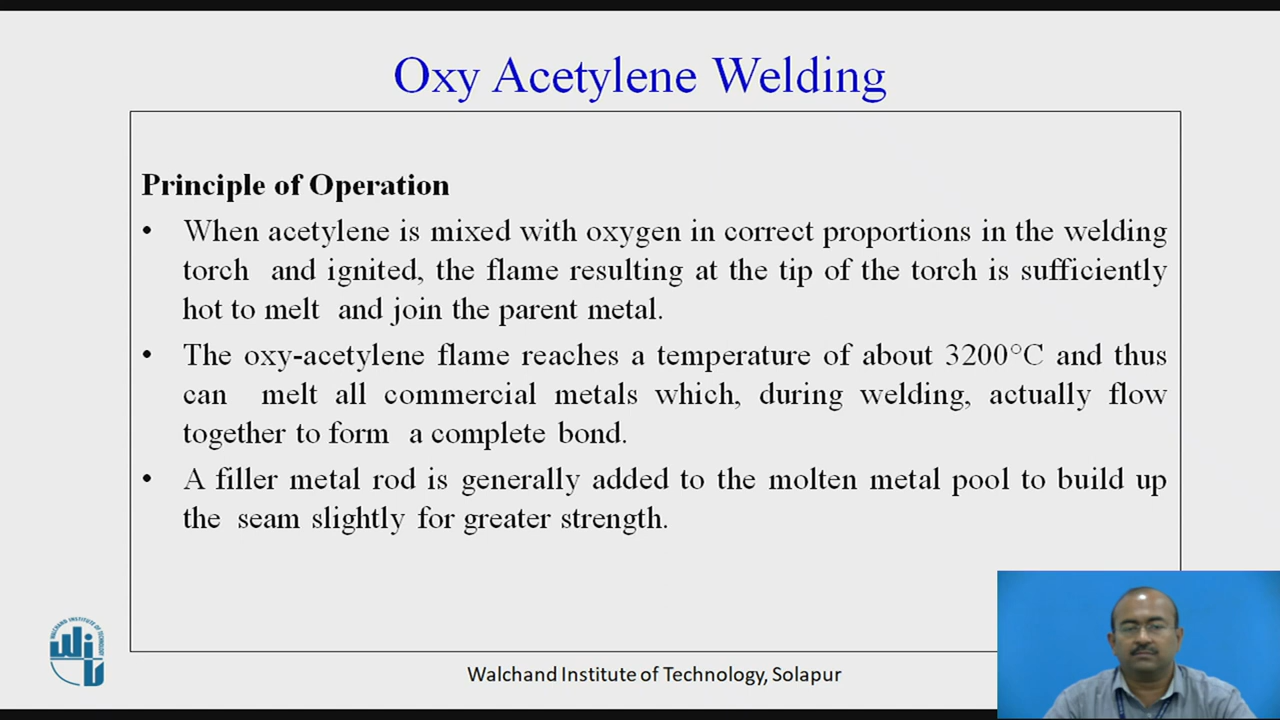 Oxy Acetylene Welding
Principle of Operation
• When acetylene is mixed with oxygen in correct proportions in the welding
torch and ignited, the flame resulting at the tip of the torch is sufficiently
hot to melt and join the parent metal.
• The oxy-acetylene flame reaches a temperature of about 3200°C and thus
can melt all commercial metals which, during welding, actually flow
together to form a complete bond.
• A filler metal rod is generally added to the molten metal pool to build up
the seam slightly for greater strength.
WALCHAND INSTITUTE OF TECHNOLOGY
Walchand Institute of Technology, Solapur